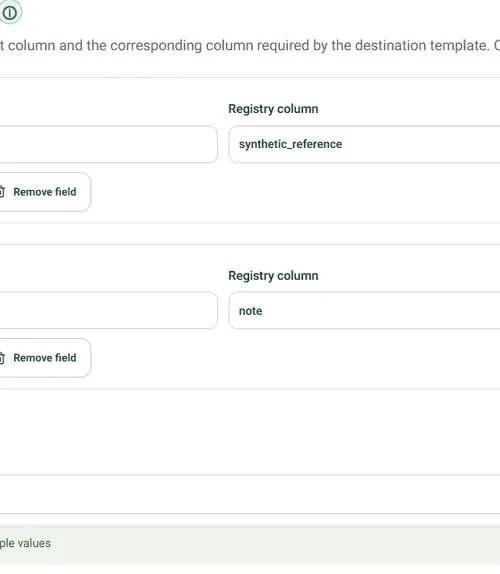 t column and the corresponding column required by the destination template.
Registry column
synthetic_reference
Remove field
Registry column
note
Remove field
ple values